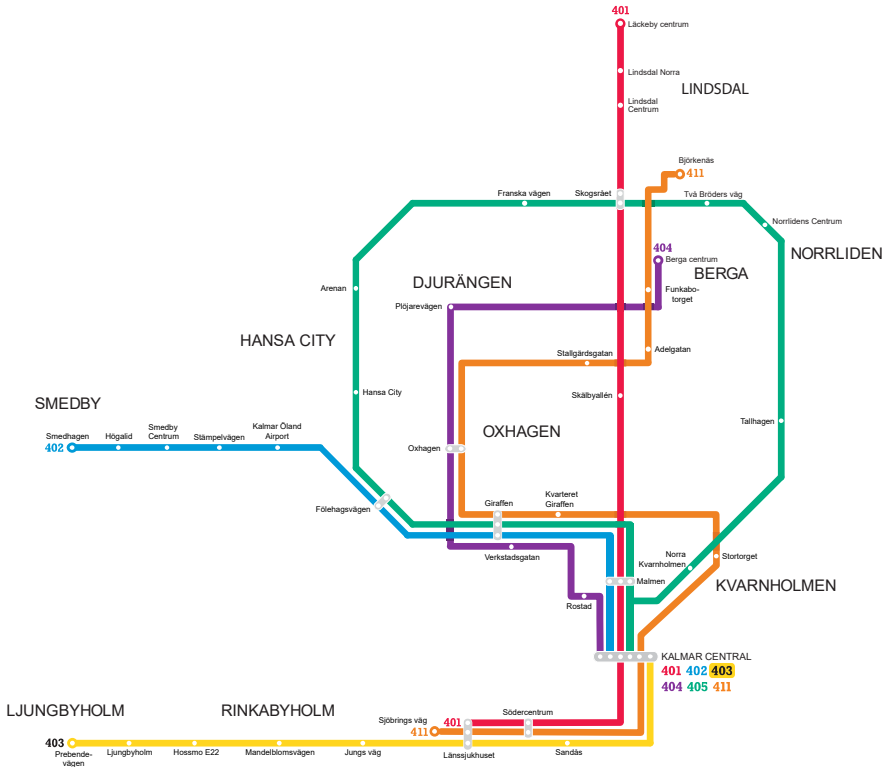 401
Läckeby centrum
Lindsdal Norra
LINDSDAL
Lindsdal
Centrum
Björkenäs
411
Franska vägen
Skogsrået
Två Bröders väg
Norrlidens Centrum
404
Berga centrum
NORRLIDEN
DJURÄNGEN
BERGA
Arenan
Funkabo-
torget
Plöjarevägen
HANSA CITY
Stallgårdsgatan
Adelgatan
Hansa City
Skälbyallén
SMEDBY
Tallhagen
OXHAGEN
Smedhagen
402
Högalid
Smedby
Centrum
Stämpelvägen
Kalmar Öland
Airport
Oxhagen
Fölehagsvägen
Giraffen
Kvarteret
Giraffen
Verkstadsgatan
Norra
Kvarnholmen
Stortorget
Malmen
KVARNHOLMEN
Rostad
KALMAR CENTRAL
401 402 403
404 405 411
LJUNGBYHOLM
RINKABYHOLM
Sjöbrings väg
411
401
Södercentrum
403
Prebende-
vägen
Ljungbyholm
Hossmo E22
Mandelblomsvägen
Jungs väg
Länssjukhuset
Sandås